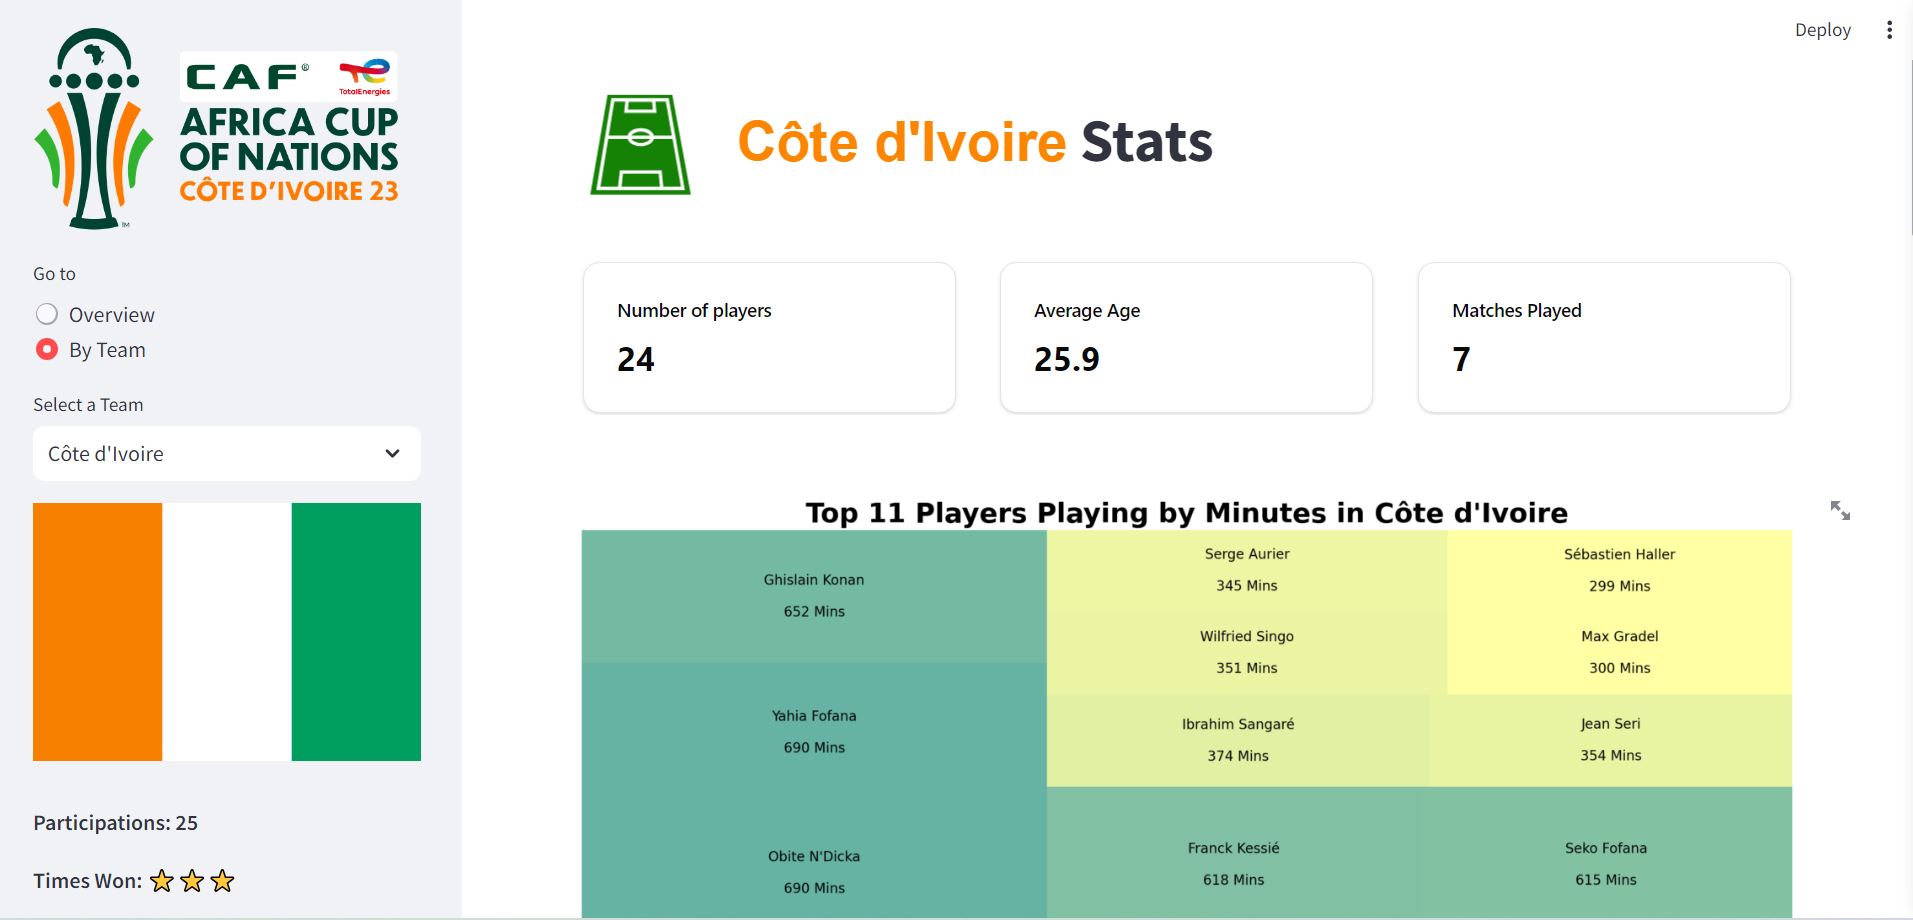 CAF®
TotalEnergies
AFRICA CUP
OF NATIONS
CÔTE D'IVOIRE 23
TM
Go to
Overview
By Team
Select a Team
Côte d'Ivoire
Participations: 25
Times Won:
Deploy
Côte d'Ivoire Stats
Number of players
24
Average Age
25.9
Matches Played
7
Top 11 Players Playing by Minutes in Côte d'Ivoire
Ghislain Konan
652 Mins
Yahia Fofana
690 Mins
Obite N'Dicka
690 Mins
Serge Aurier
345 Mins
Wilfried Singo
351 Mins
Ibrahim Sangaré
374 Mins
Franck Kessié
618 Mins
Sébastien Haller
299 Mins
Max Gradel
300 Mins
Jean Seri
354 Mins
Seko Fofana
615 Mins